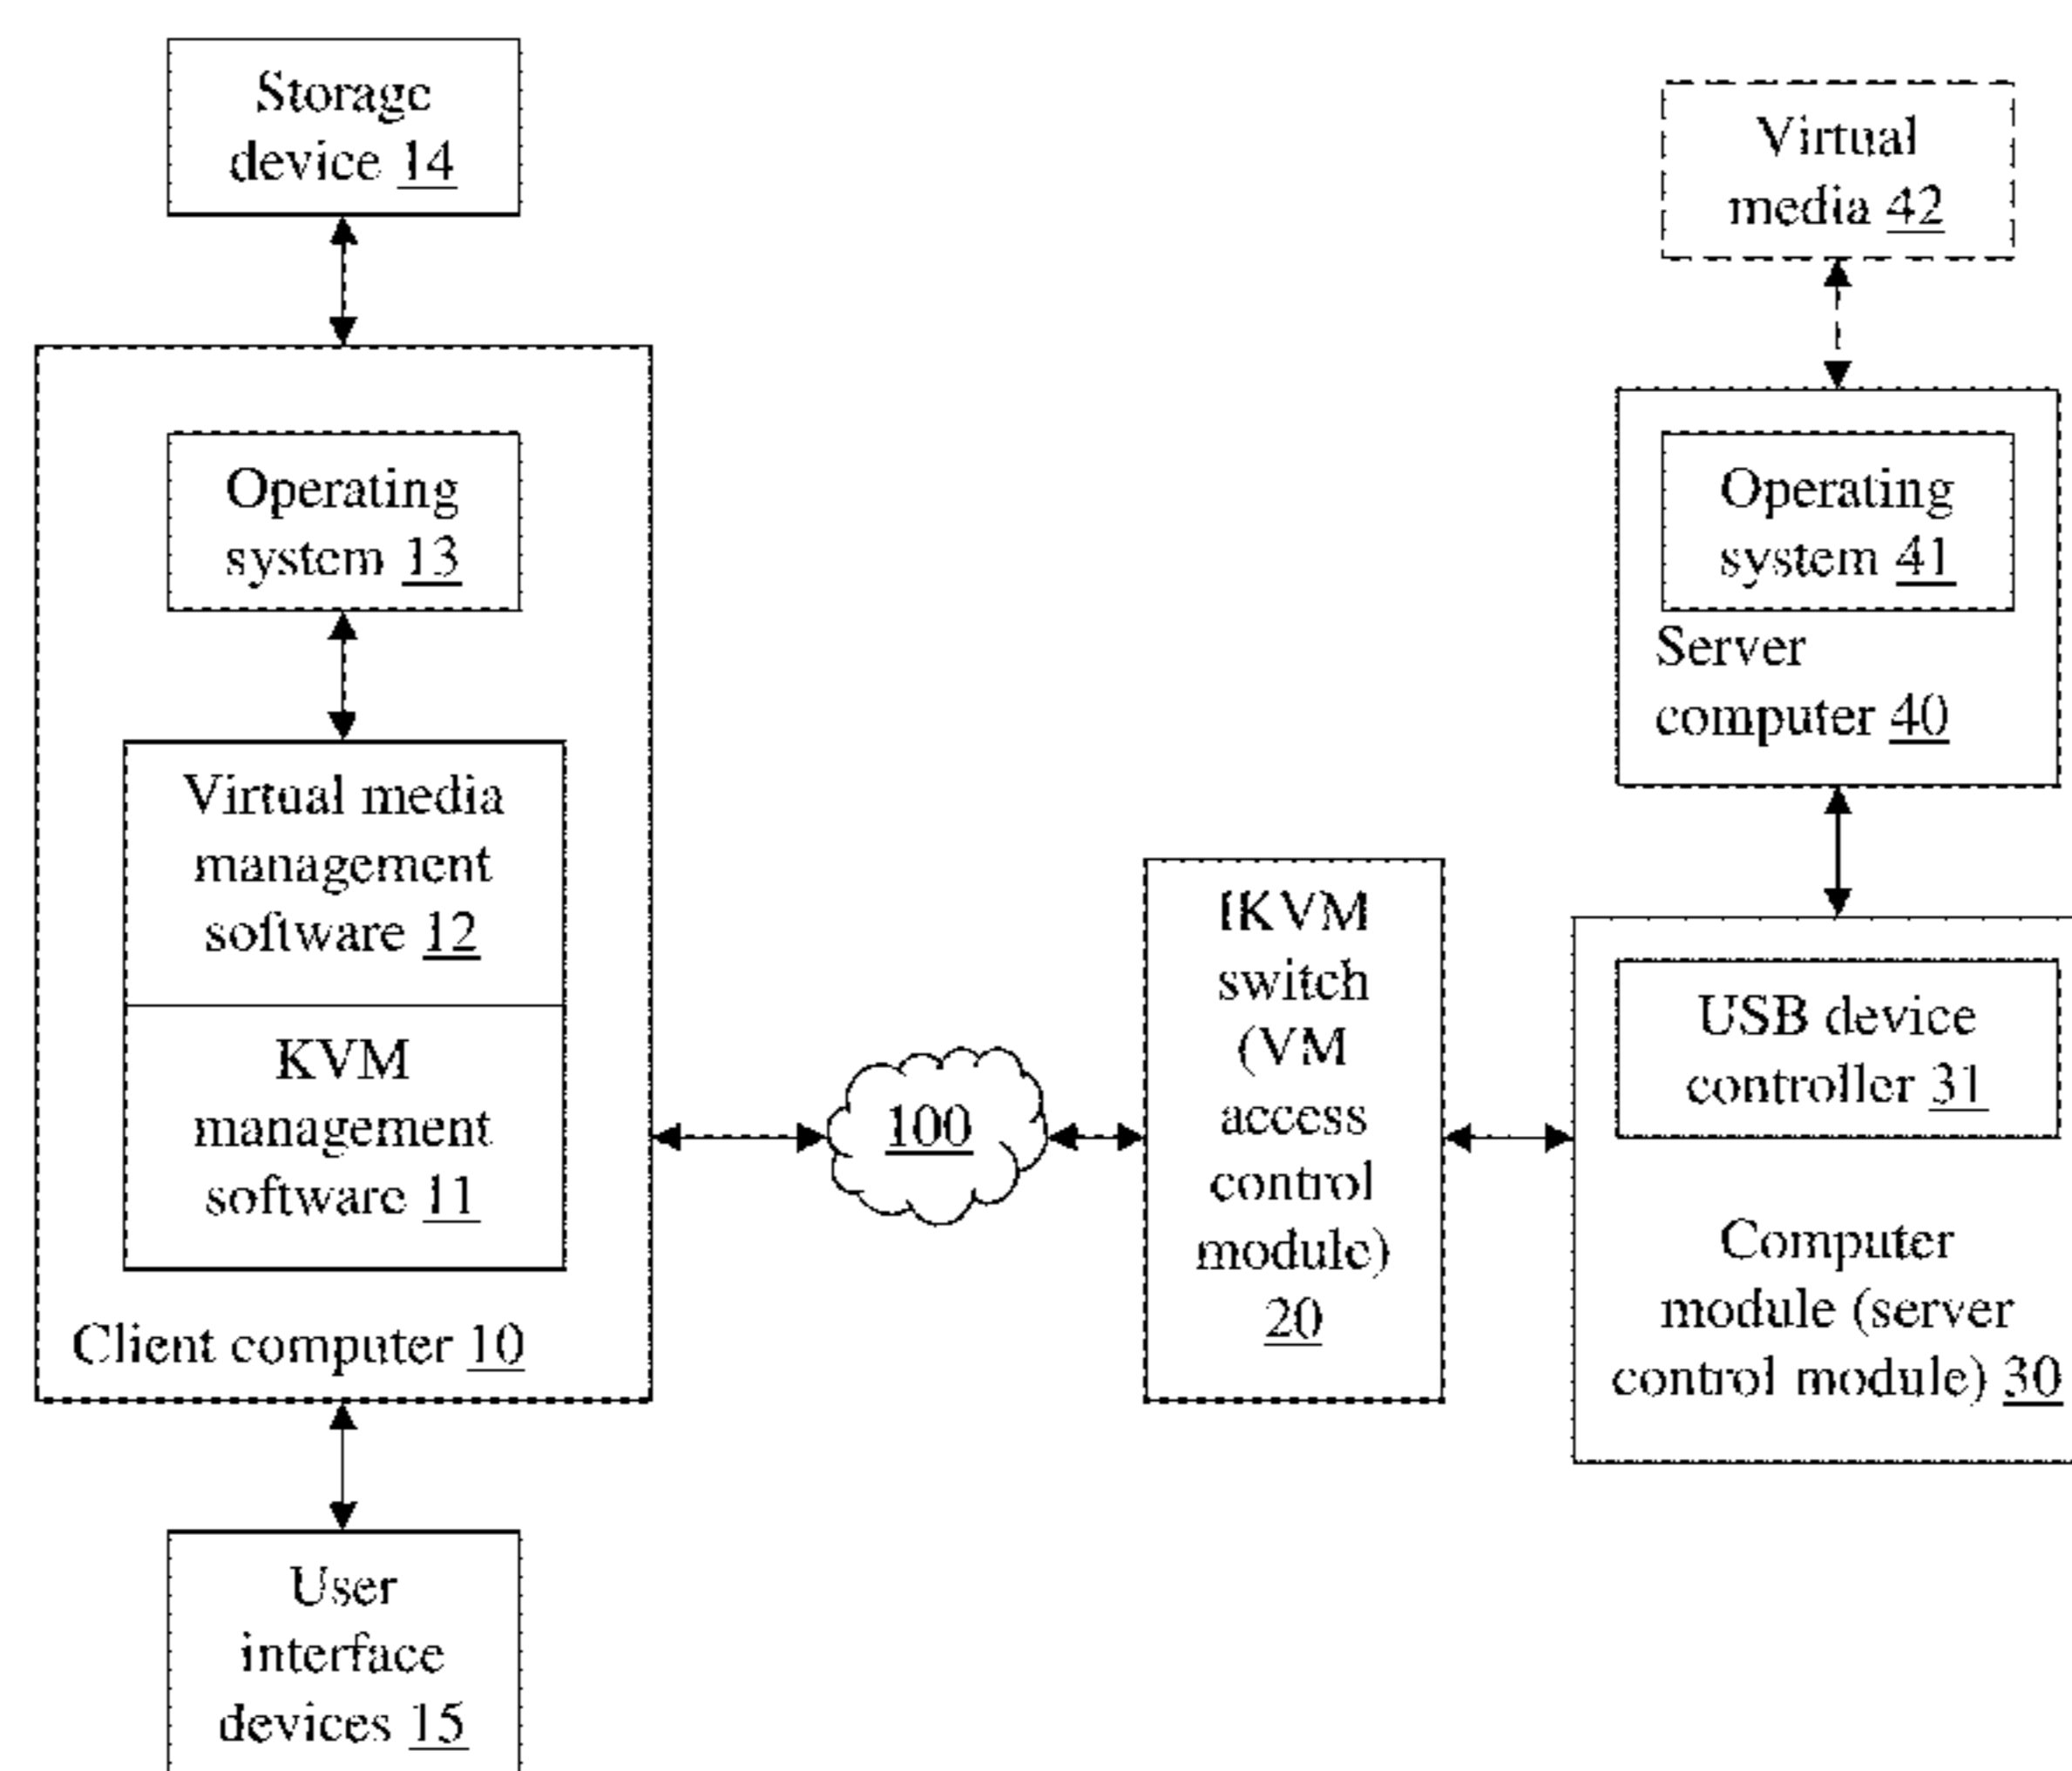 Storage
device 14
Operating
system 13
Virtual media
management
software 12
KVM
management
software 11
Client computer 10
User
interface
devices 15
100
IKVM
switch
(VM
access
control
module)
20
Virtual
media 42
Operating
system 41
Server
computer 40
USB device
controller 31
Computer
module (server
control module) 30